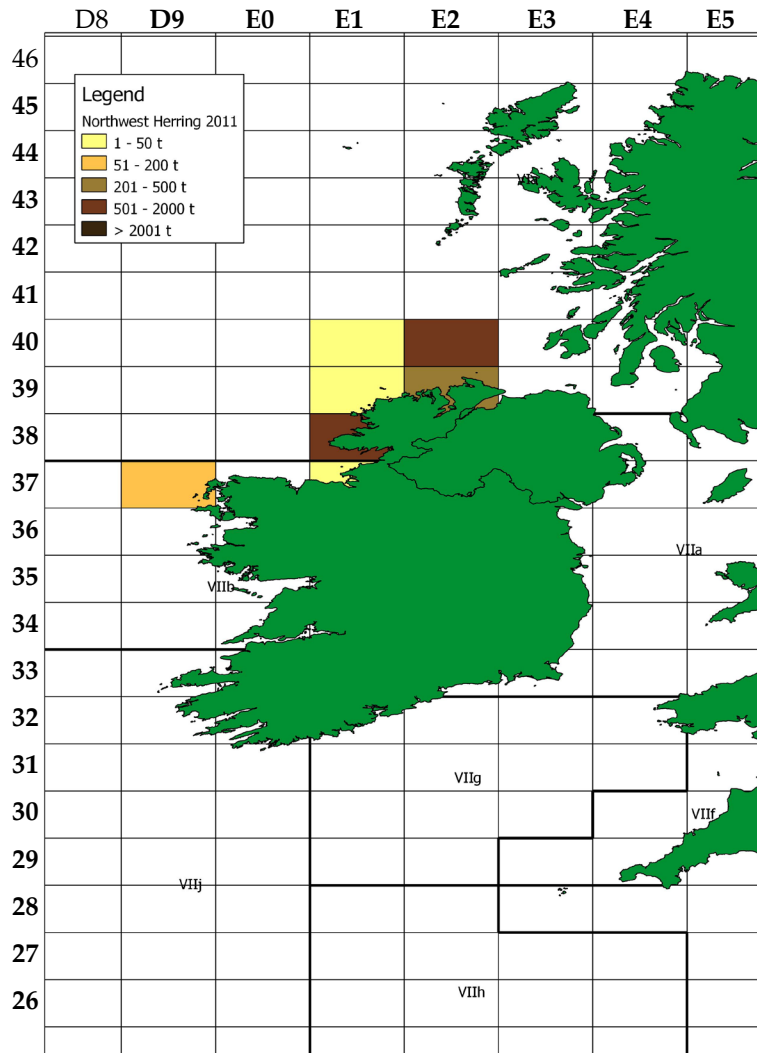 D8 D9 E0 E1 E2 E3 E4 E5
46
45
Legend
Northwest Herring 2011
1 - 50 t
51 - 200 t
201 - 500 t
501 - 2000 t
> 2001 t
44
43
VIa
42
41
40
39
38
37
36
VIIa
35
VIIb
34
33
32
31
VIIg
30
VIIf
29
VIIj
28
27
26
VIIh